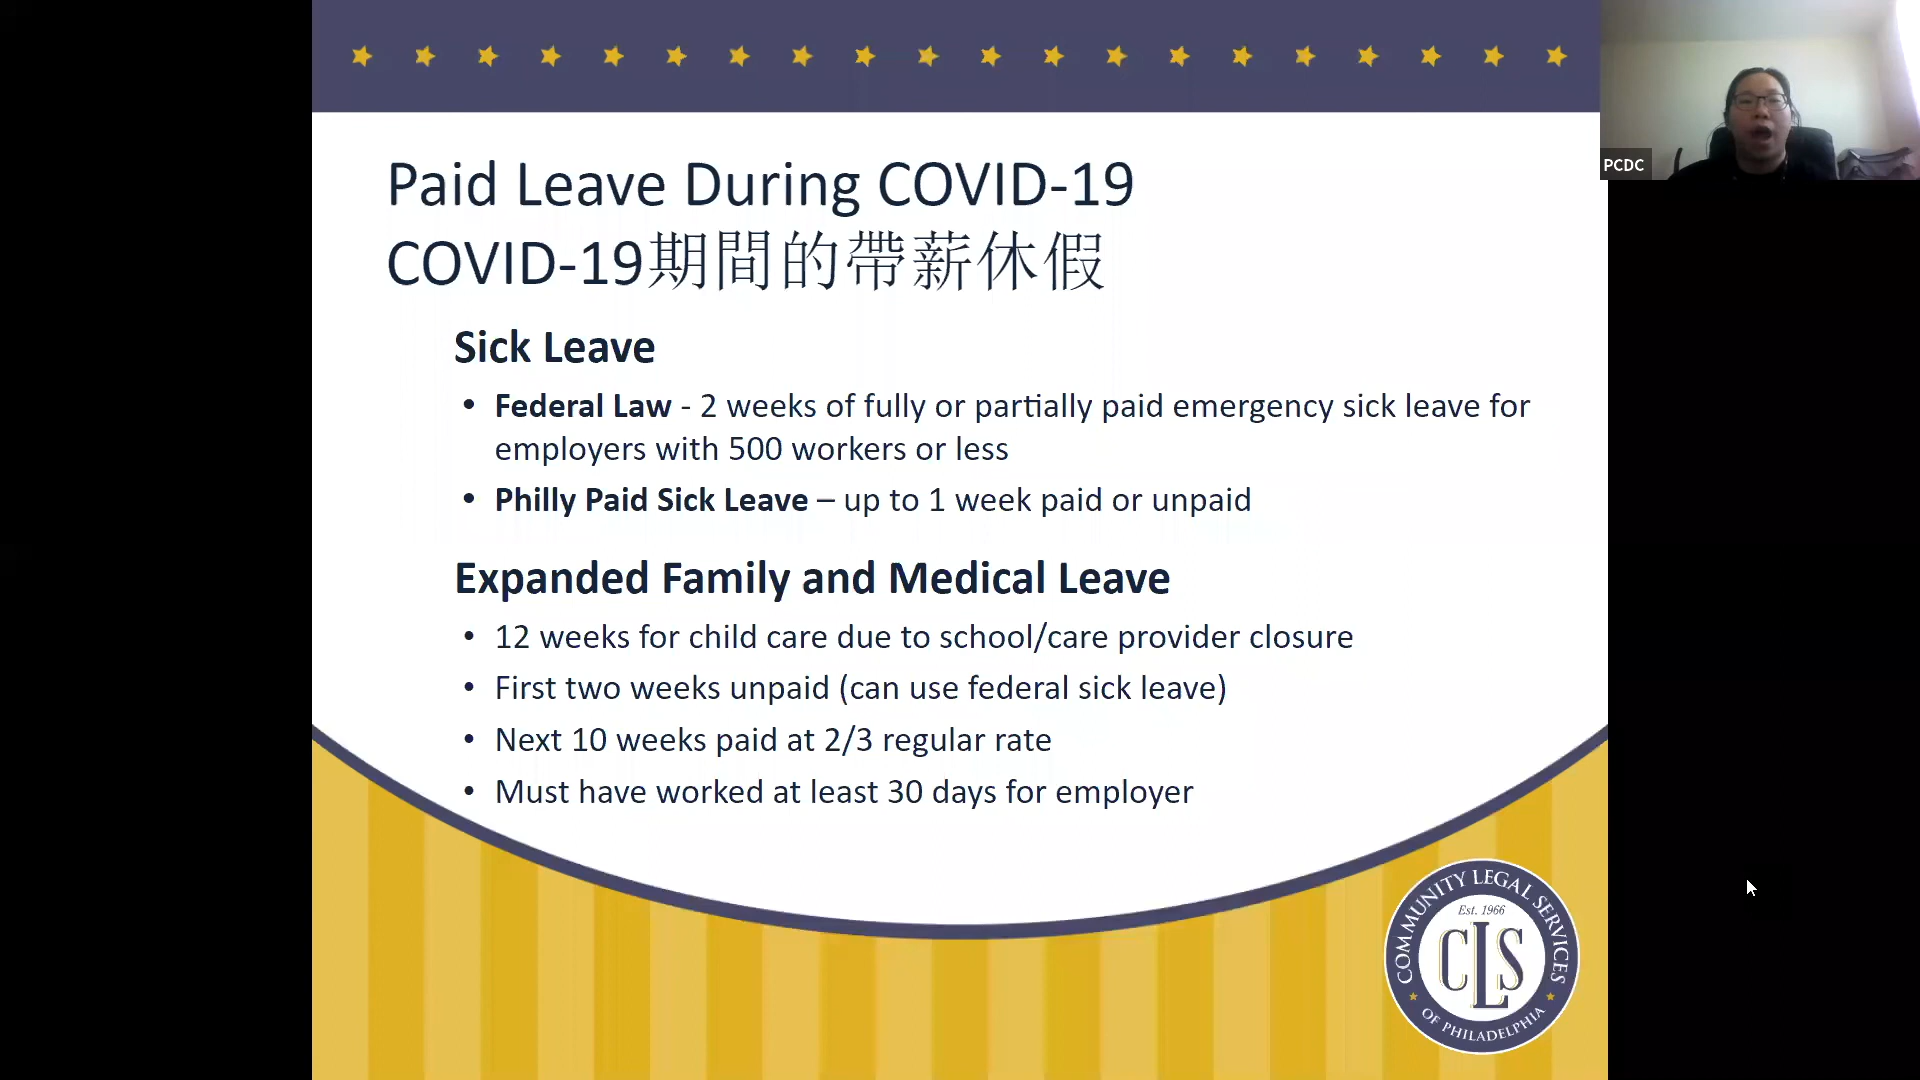 Paid Leave During COVID-19
COVID-19期間的帶薪休假
Sick Leave
• Federal Law - 2 weeks of fully or partially paid emergency sick leave for
employers with 500 workers or less
• Philly Paid Sick Leave – up to 1 week paid or unpaid
Expanded Family and Medical Leave
• 12 weeks for child care due to school/care provider closure
• First two weeks unpaid (can use federal sick leave)
• Next 10 weeks paid at 2/3 regular rate
• Must have worked at least 30 days for employer
PCDC
COMMUNITY LEGAL SERVICES
Est. 1966
CLS
OF PHILADELPHIA